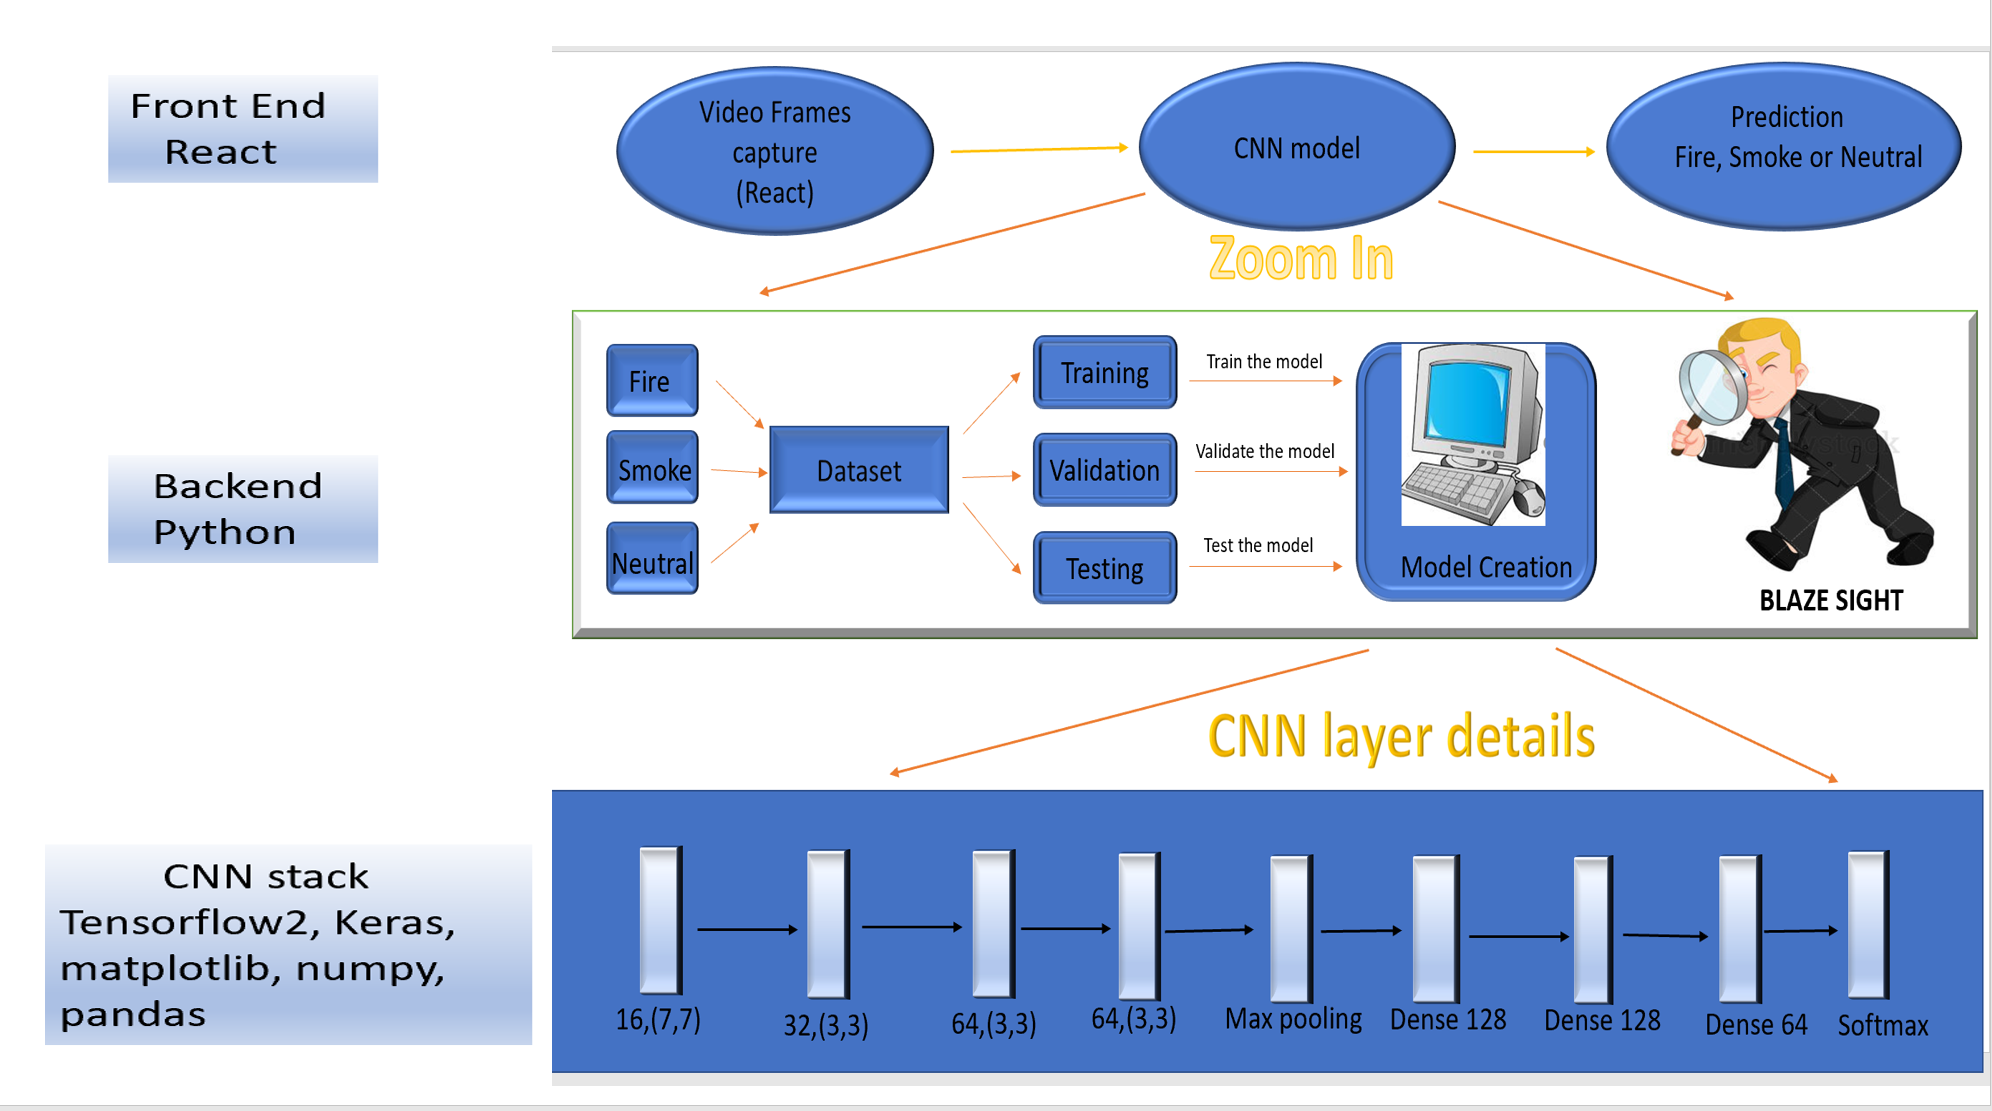 Front End
React
Video Frames
capture
(React)
CNN model
Prediction
Fire, Smoke or Neutral
Zoom In
Backend
Python
Fire
Smoke
Neutral
Dataset
Training
Validation
Testing
Train the model
Validate the model
Test the model
Model Creation
BLAZE SIGHT
CNN layer details
CNN stack
Tensorflow2, Keras,
matplotlib, numpy,
pandas
16,(7,7)
32,(3,3)
64,(3,3)
64,(3,3)
Max pooling
Dense 128
Dense 128
Dense 64
Softmax